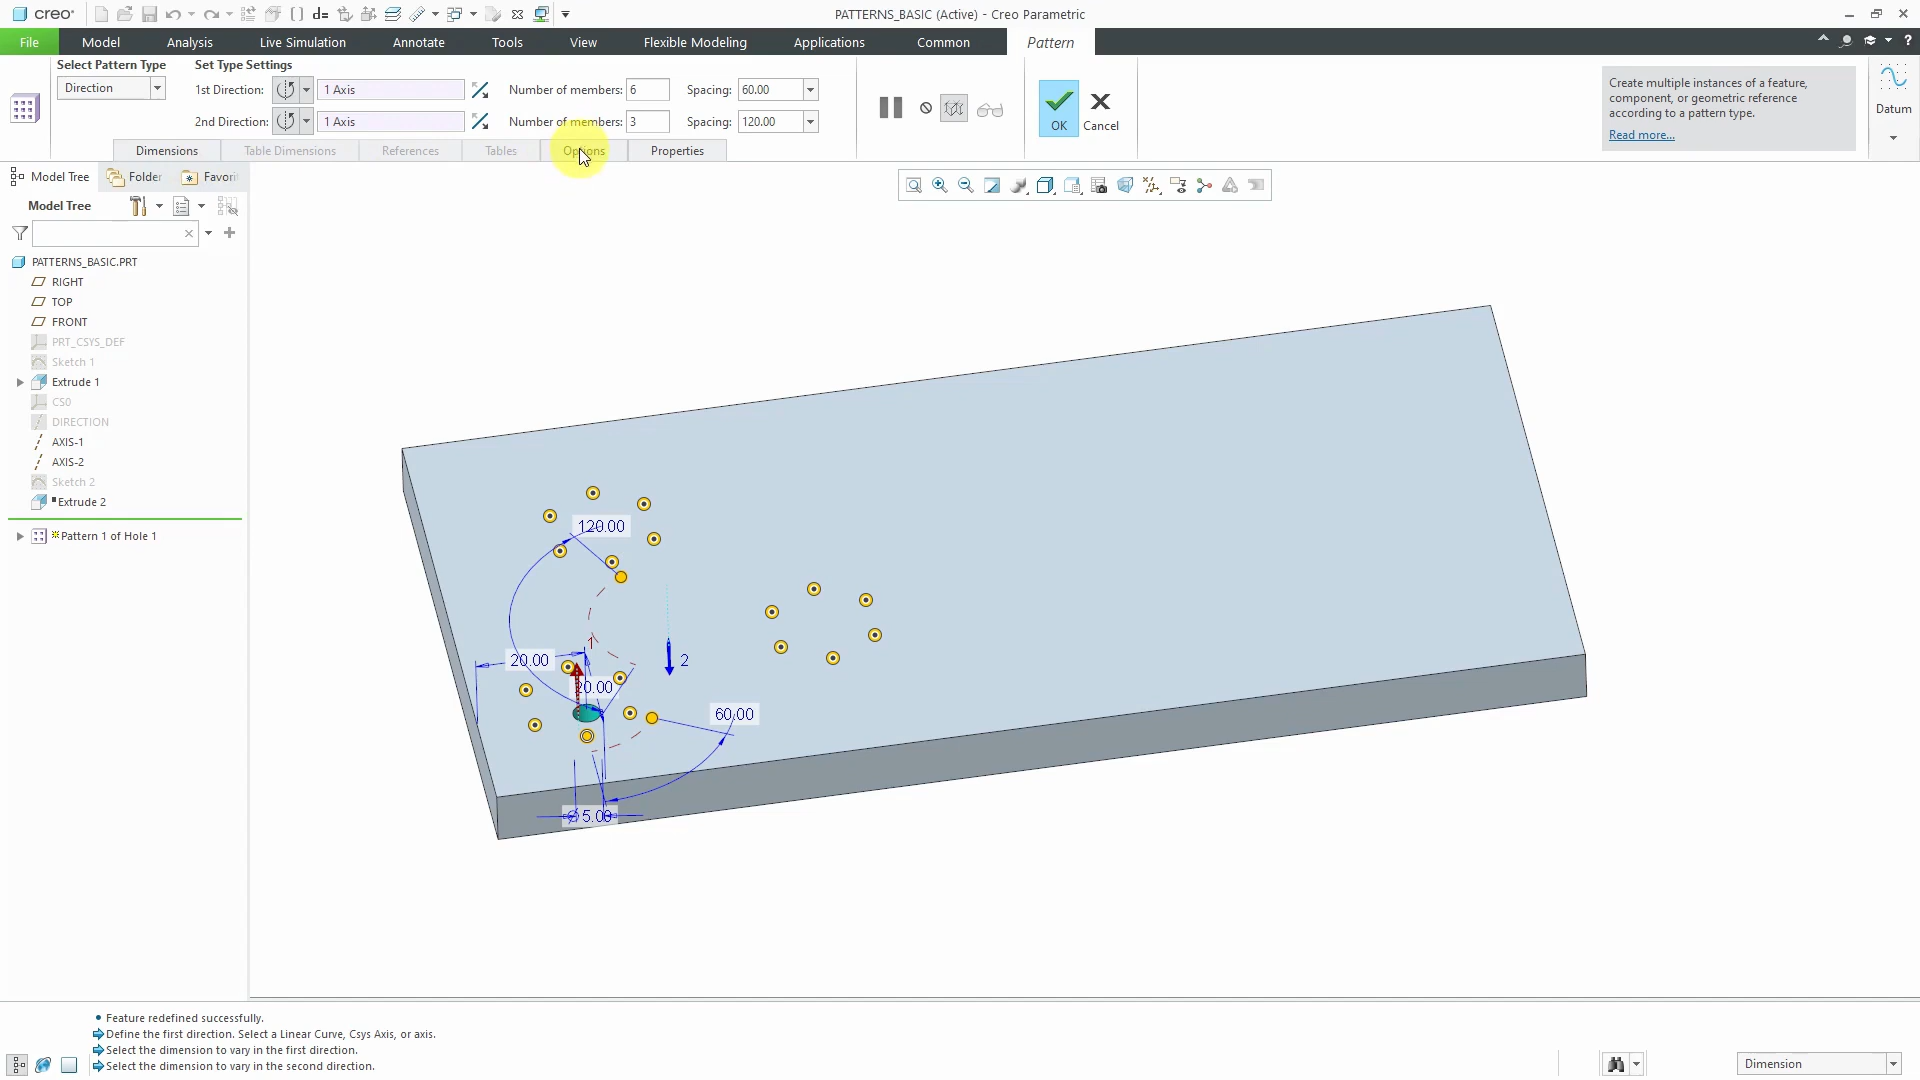 creo
PATTERNS_BASIC (Active) - Creo Parametric
File
Model
Analysis
Live Simulation
Annotate
Tools
View
Flexible Modeling
Applications
Common
Pattern
Select Pattern Type
Direction
Set Type Settings
1st Direction:
1 Axis
Number of members: 6
Spacing: 60.00
2nd Direction:
1 Axis
Number of members: 3
Spacing: 120.00
OK
Cancel
Create multiple instances of a feature,
component, or geometric reference
according to a pattern type.
Read more...
Datum
Dimensions
Table Dimensions
References
Tables
Options
Properties
Model Tree
Folder
Favori
Model Tree
PATTERNS_BASIC.PRT
RIGHT
TOP
FRONT
PRT_CSYS_DEF
Sketch 1
Extrude 1
CS0
DIRECTION
AXIS-1
AXIS-2
Sketch 2
Extrude 2
Pattern 1 of Hole 1
120.00
1
20.00
2
20.00
60.00
Ø5.00
Feature redefined successfully.
Define the first direction. Select a Linear Curve, Csys Axis, or axis.
Select the dimension to vary in the first direction.
Select the dimension to vary in the second direction.
Dimension